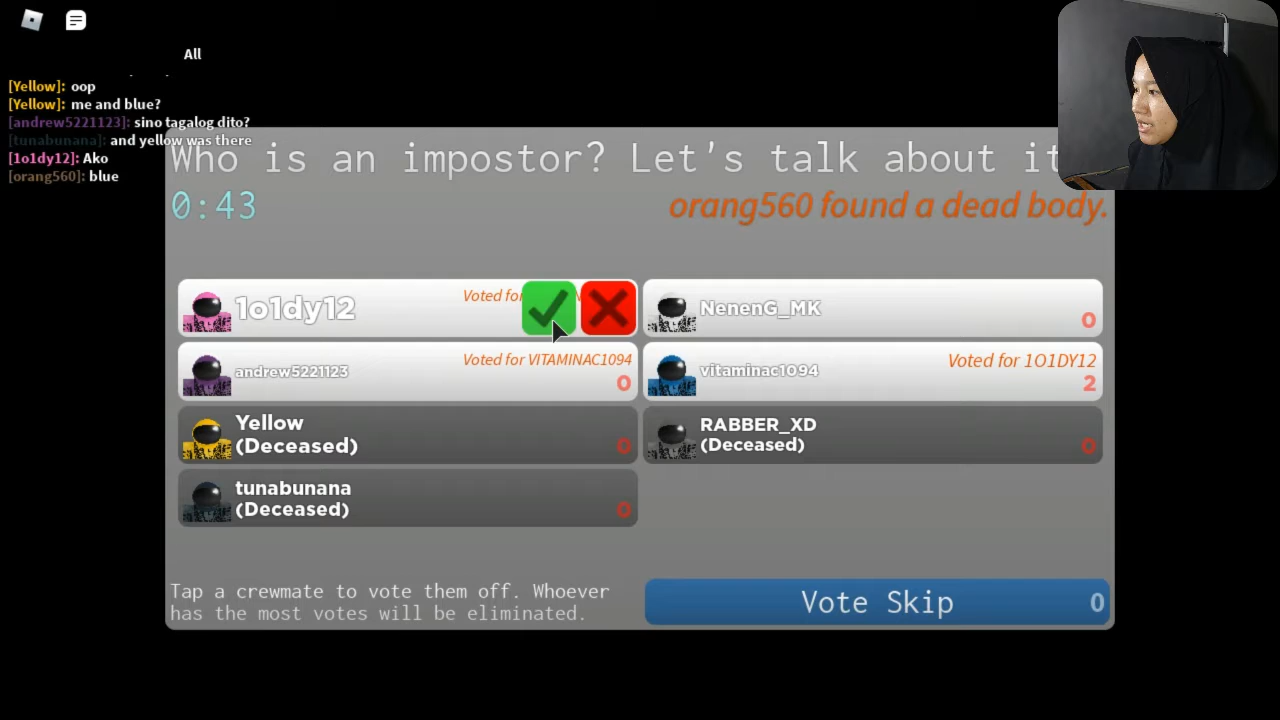 All
[Yellow]: oop
[Yellow]: me and blue?
[andrew5221123]: sino tagalog dito?
[tunabunana]: and yellow was there
[1o1dy12]: Ako
[orang560]: blue
Who is an impostor? Let's talk about it
0:43
orang560 found a dead body.
1o1dy12
Voted for
NenenG_MK
0
andrew5221123
Voted for VITAMINAC1094
0
vitaminac1094
Voted for 1O1DY12
2
Yellow
(Deceased)
0
RABBER_XD
(Deceased)
0
tunabunana
(Deceased)
0
Tap a crewmate to vote them off. Whoever
has the most votes will be eliminated.
Vote Skip
0